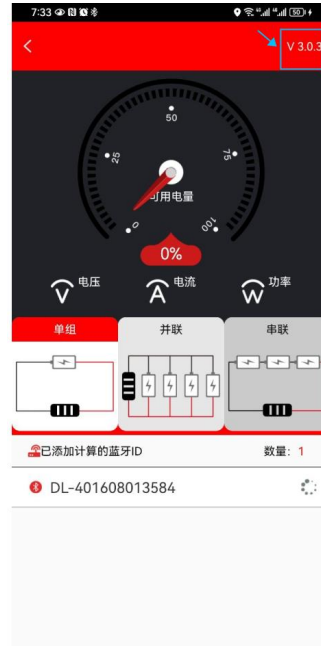 7:33
50
V 3.0.3
50
25
75
可用电量
0
100
0%
V 电压
A 电流
W 功率
单组
并联
串联
已添加计算的蓝牙ID
数量: 1
DL-401608013584